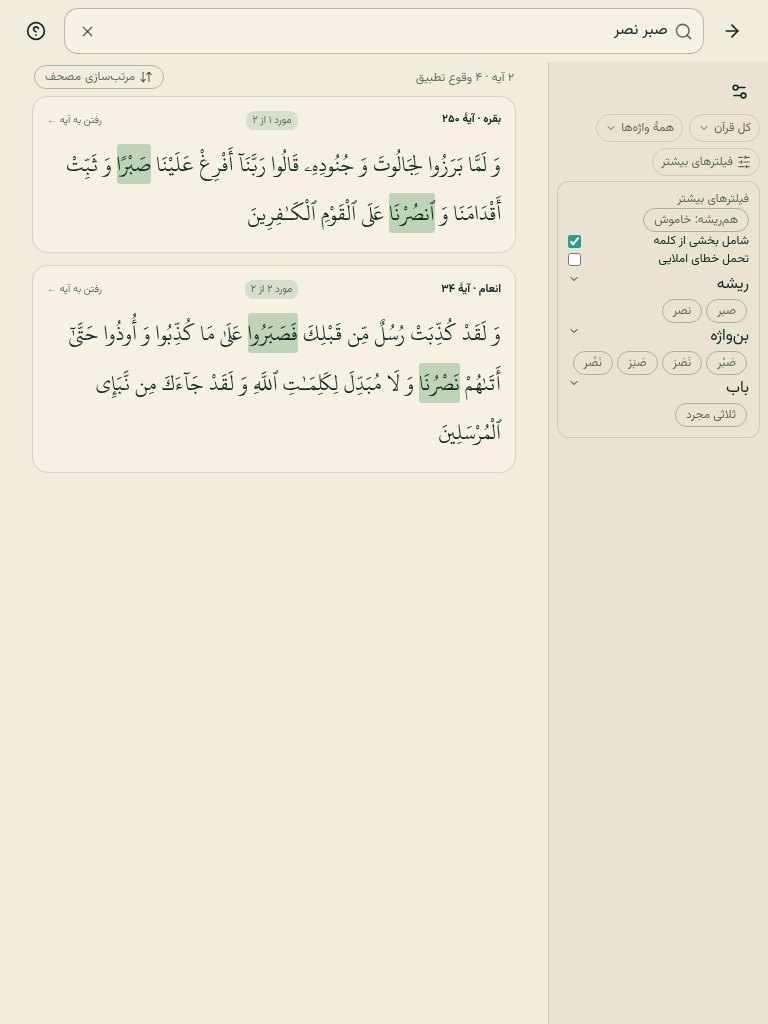 صبر نصر
۲ آیه · ۴ وقوع تطبیق
مرتب‌سازی مصحف
کل قرآن
همهٔ واژه‌ها
فیلترهای بیشتر
فیلترهای بیشتر
هم‌ریشه: خاموش
شامل بخشی از کلمه
تحمل خطای املایی
ریشه
صبر
نصر
بن‌واژه
صَبْر
نَصَرَ
صَبَرَ
نَصْر
باب
ثلاثی مجرد
بقره · آیهٔ ۲۵۰
مورد ۱ از ۲
رفتن به آیه ←
وَ لَمَّا بَرَزُوا لِجَالُوتَ وَ جُنُودِهِۦ قَالُوا رَبَّنَآ أَفْرِغْ عَلَيْنَا صَبْرًا وَ ثَبِّتْ
أَقْدَامَنَا وَ ٱنصُرْنَا عَلَى ٱلْقَوْمِ ٱلْكَـٰفِرِينَ
انعام · آیهٔ ۳۴
مورد ۲ از ۲
رفتن به آیه ←
وَ لَقَدْ كُذِّبَتْ رُسُلٌ مِّن قَبْلِكَ فَصَبَرُوا عَلَىٰ مَا كُذِّبُوا وَ أُوذُوا حَتَّىٰٓ
أَتَىٰهُمْ نَصْرُنَا وَ لَا مُبَدِّلَ لِكَلِمَـٰتِ ٱللَّهِ وَ لَقَدْ جَآءَكَ مِن نَّبَإِى
ٱلْمُرْسَلِينَ